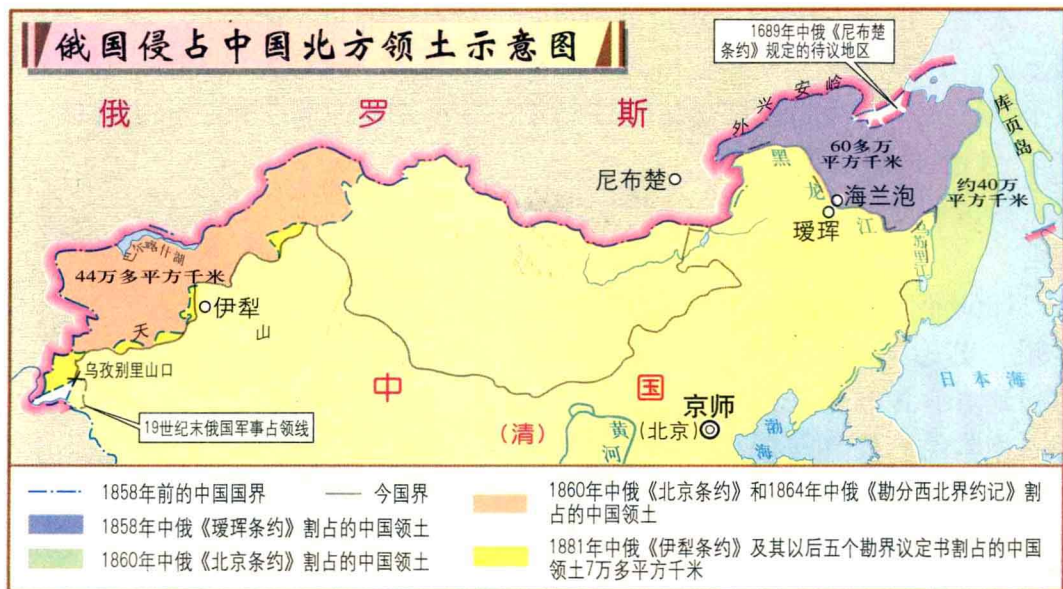 俄国侵占中国北方领土示意图
1689年中俄《尼布楚
条约》规定的待议地区
俄罗斯
外兴安岭
库页岛
60多万
平方千米
黑龙江
尼布楚
海兰泡
约40万
平方千米
瑷珲
乌苏里江
巴尔喀什湖
44万多平方千米
伊犁
天山
乌孜别里山口
中国
(清)
日本海
京师
(北京)
黄河
渤海
19世纪末俄国军事占领线
1858年前的中国国界
今国界
1858年中俄《瑷珲条约》割占的中国领土
1860年中俄《北京条约》割占的中国领土
1860年中俄《北京条约》和1864年中俄《勘分西北界约记》割
占的中国领土
1881年中俄《伊犁条约》及其以后五个勘界议定书割占的中国
领土7万多平方千米